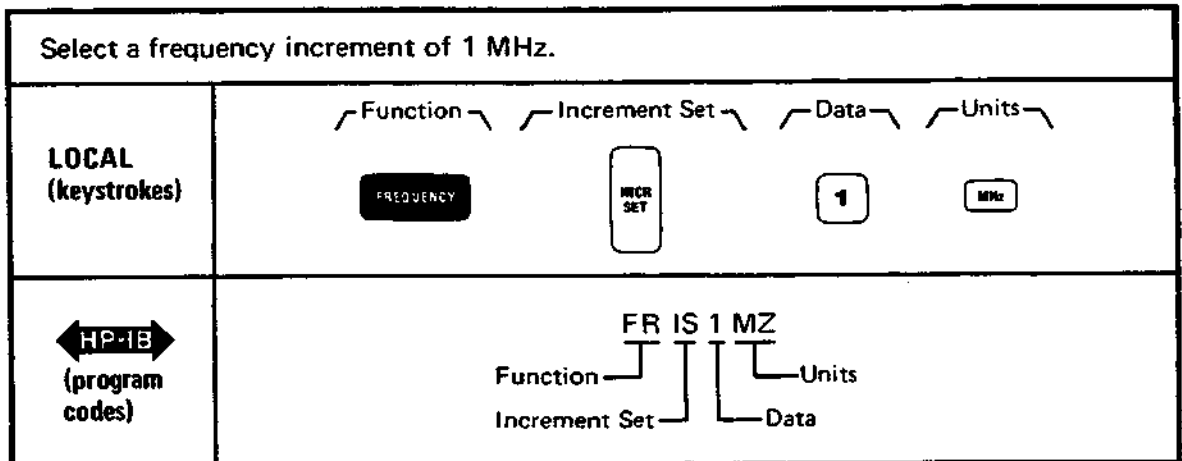 Select a frequency increment of 1 MHz.
Function Increment Set Data Units
LOCAL
(keystrokes)
FREQUENCY
INCR
SET
1
MHz
HP-IB
(program
codes)
FR IS 1 MZ
Function Units
Increment Set Data